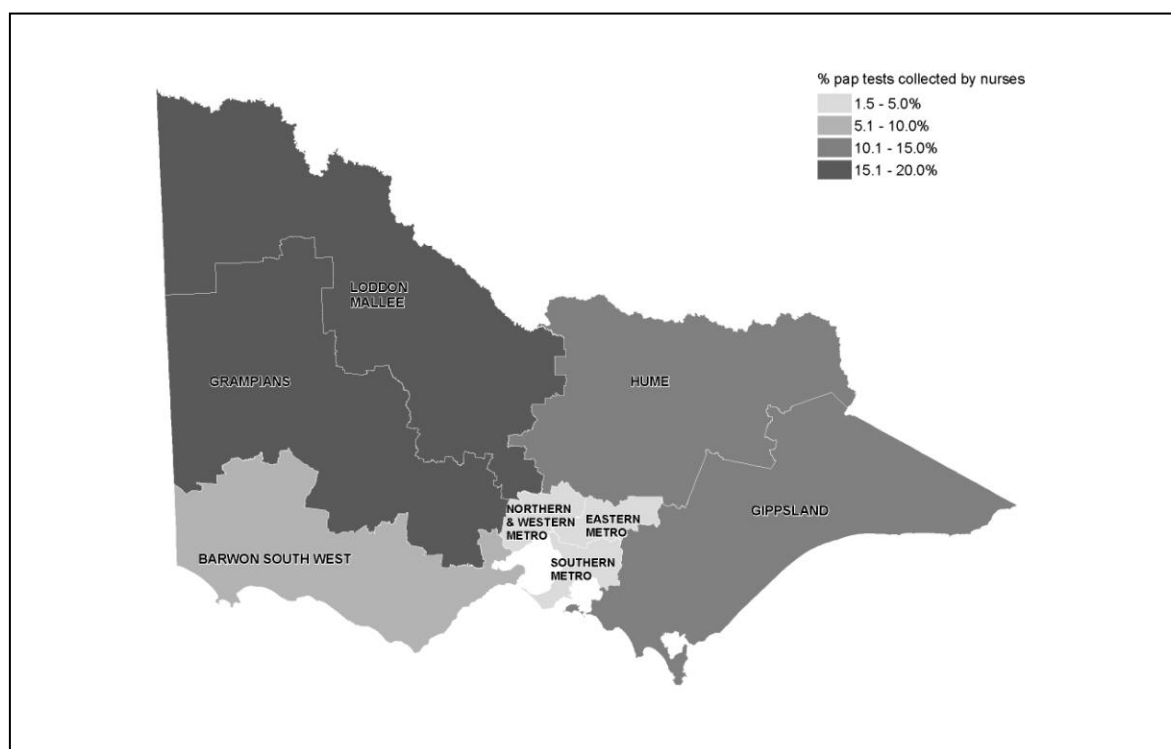 % pap tests collected by nurses
1.5 - 5.0%
5.1 - 10.0%
10.1 - 15.0%
15.1 - 20.0%
LODDON
MALLEE
GRAMPIANS
HUME
NORTHERN
& WESTERN
METRO
EASTERN
METRO
GIPPSLAND
BARWON SOUTH WEST
SOUTHERN
METRO